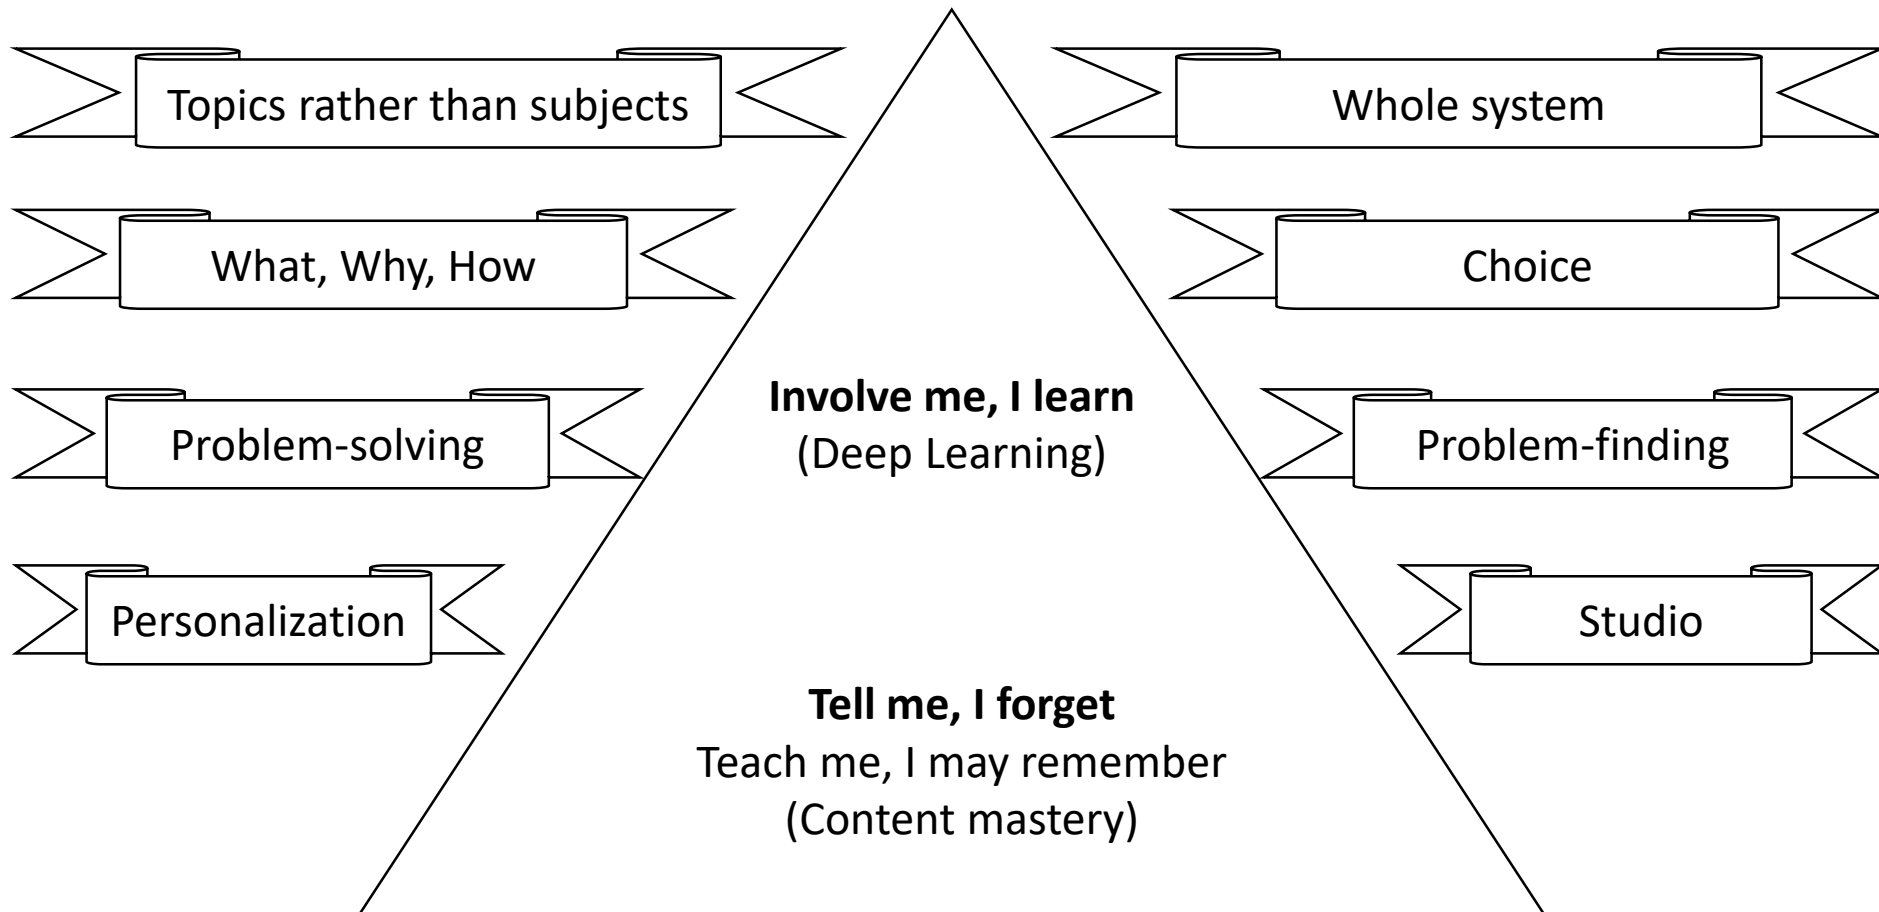 Topics rather than subjects
Whole system
What, Why, How
Choice
Involve me, I learn
(Deep Learning)
Problem-solving
Problem-finding
Personalization
Studio
Tell me, I forget
Teach me, I may remember
(Content mastery)